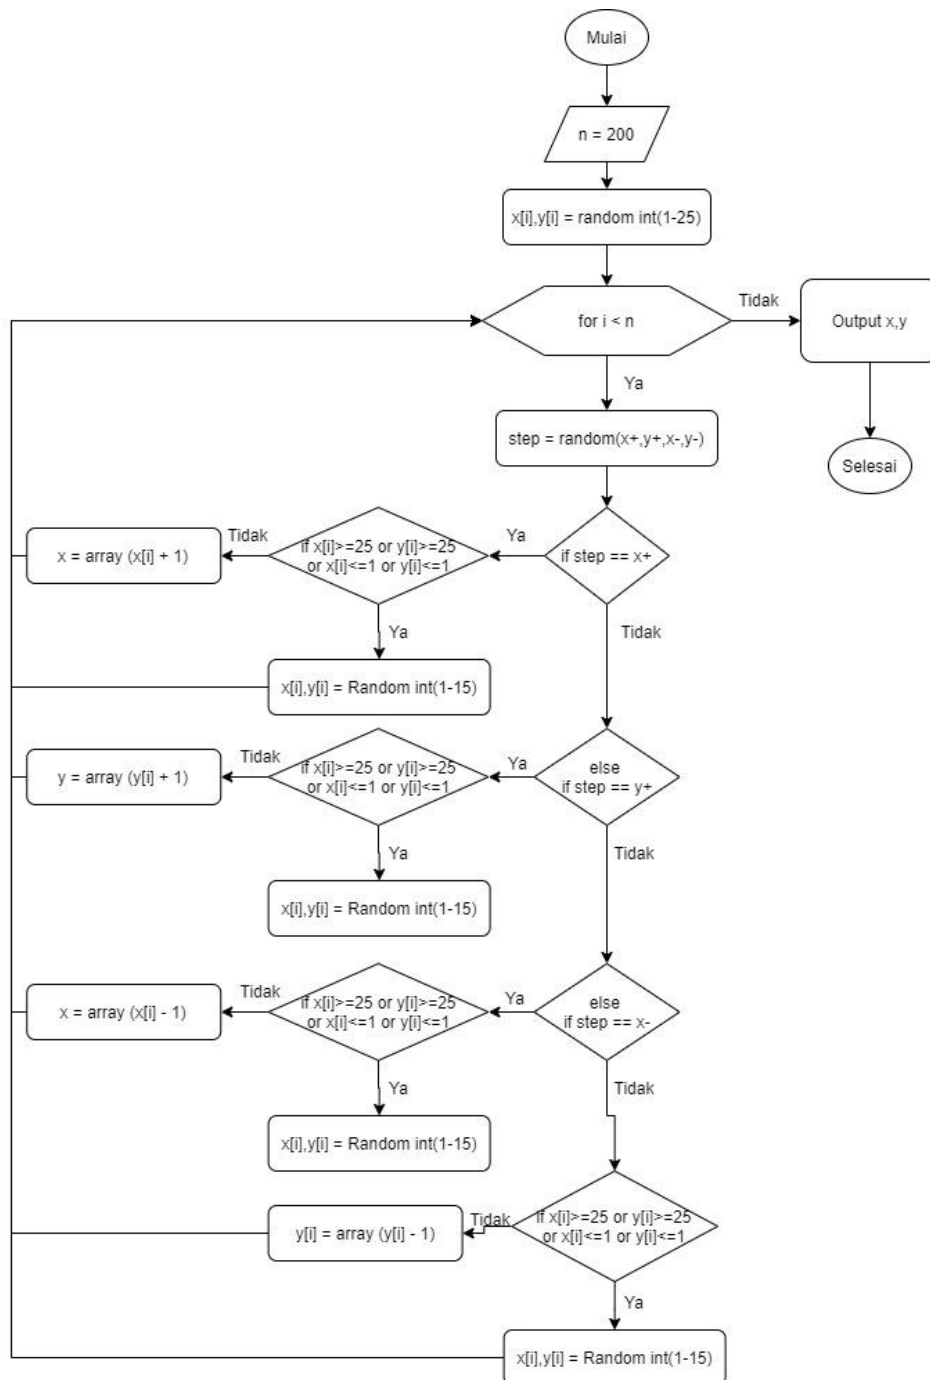 Mulai
n = 200
x[i],y[i] = random int(1-25)
for i < n
Tidak
Output x,y
Ya
step = random(x+,y+,x-,y-)
Selesai
if step == x+
Ya
if x[i]>=25 or y[i]>=25
or x[i]<=1 or y[i]<=1
Tidak
x = array (x[i] + 1)
Ya
Tidak
x[i],y[i] = Random int(1-15)
else
if step == y+
Ya
if x[i]>=25 or y[i]>=25
or x[i]<=1 or y[i]<=1
Tidak
y = array (y[i] + 1)
Ya
Tidak
x[i],y[i] = Random int(1-15)
else
if step == x-
Ya
if x[i]>=25 or y[i]>=25
or x[i]<=1 or y[i]<=1
Tidak
x = array (x[i] - 1)
Ya
Tidak
x[i],y[i] = Random int(1-15)
if x[i]>=25 or y[i]>=25
or x[i]<=1 or y[i]<=1
Tidak
y[i] = array (y[i] - 1)
Ya
x[i],y[i] = Random int(1-15)